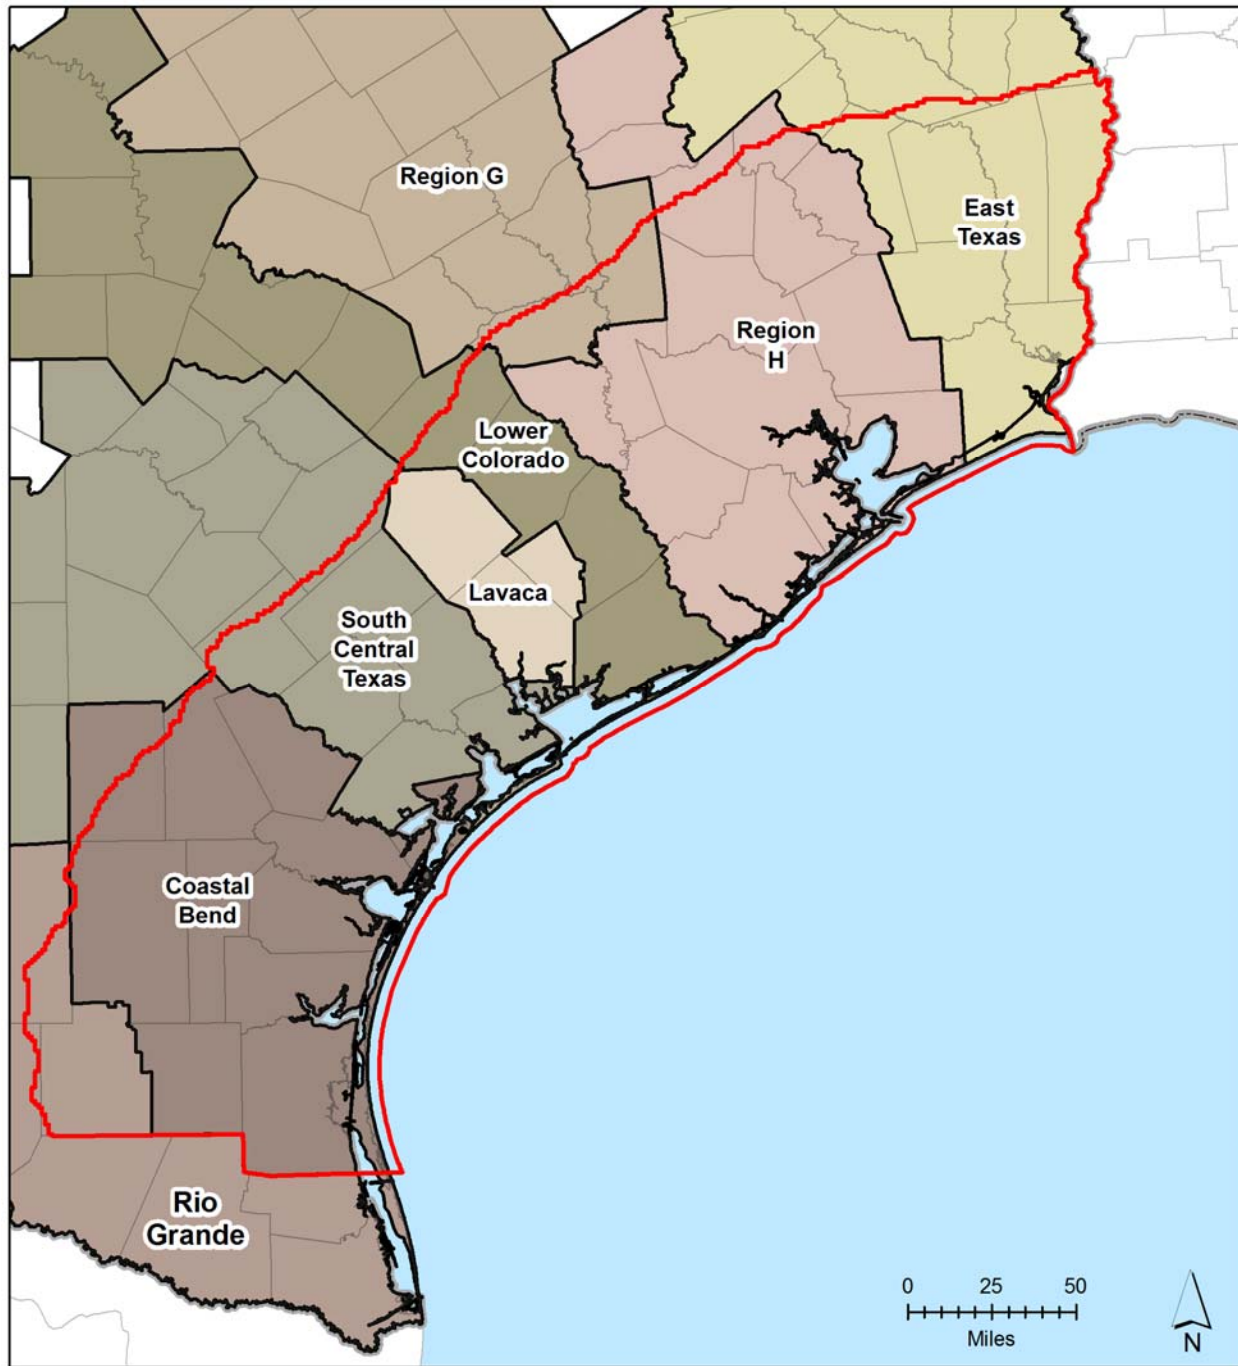 Region G
East
Texas
Region
H
Lower
Colorado
Lavaca
South
Central
Texas
Coastal
Bend
Rio
Grande
0 25 50
Miles
N